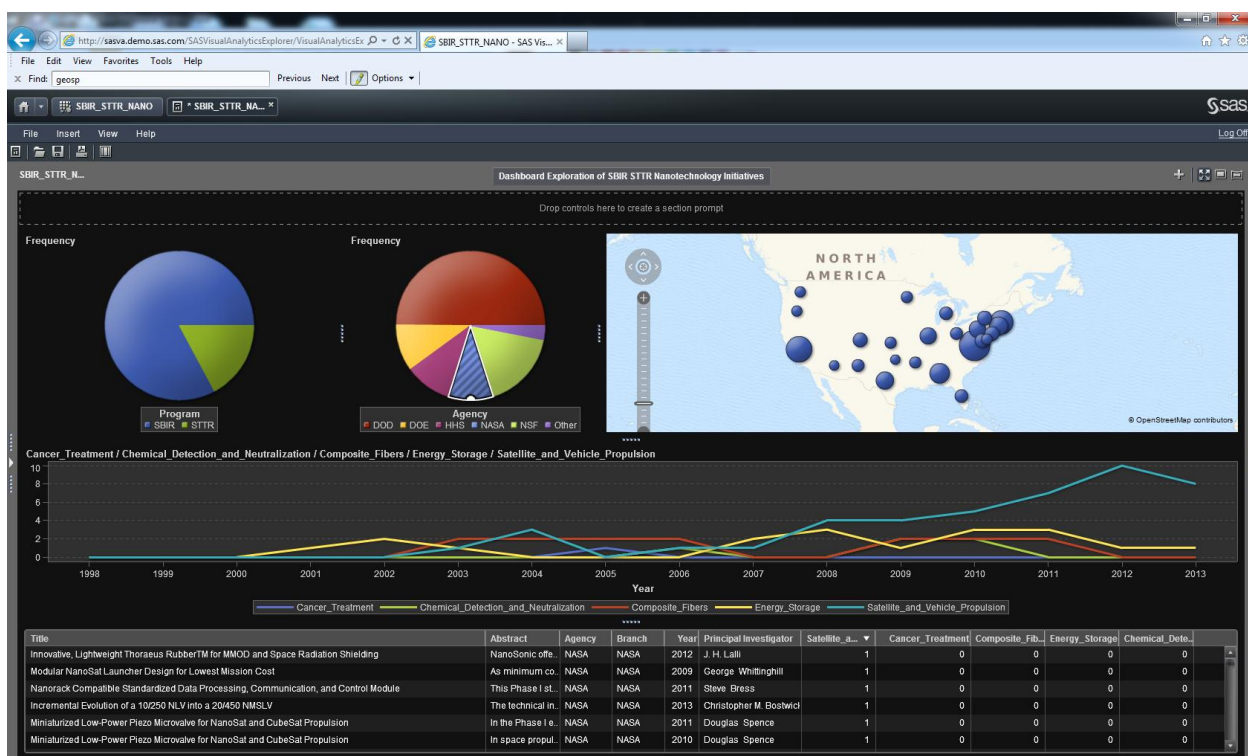 http://sasva.demo.sas.com/SASVisualAnalyticsExplorer/VisualAnalyticsEx
SBIR_STTR_NANO - SAS Vis...
File Edit View Favorites Tools Help
Find: geosp Previous Next Options
SBIR_STTR_NANO * SBIR_STTR_NA... sas
File Insert View Help Log Off
SBIR_STTR_N... Dashboard Exploration of SBIR STTR Nanotechnology Initiatives
Drop controls here to create a section prompt
Frequency
Program
SBIR STTR
Frequency
Agency
DOD DOE HHS NASA NSF Other
NORTH
AMERICA
© OpenStreetMap contributors
Cancer_Treatment / Chemical_Detection_and_Neutralization / Composite_Fibers / Energy_Storage / Satellite_and_Vehicle_Propulsion
10
8
6
4
2
0
1998 1999 2000 2001 2002 2003 2004 2005 2006 2007 2008 2009 2010 2011 2012 2013
Year
Cancer_Treatment Chemical_Detection_and_Neutralization Composite_Fibers Energy_Storage Satellite_and_Vehicle_Propulsion
Title Abstract Agency Branch Year Principal Investigator Satellite_a... Cancer_Treatment Composite_Fib... Energy_Storage Chemical_Dete...
Innovative, Lightweight Thoraeus RubberTM for MMOD and Space Radiation Shielding NanoSonic offe... NASA NASA 2012 J. H. Lalli 1 0 0 0 0
Modular NanoSat Launcher Design for Lowest Mission Cost As minimum co... NASA NASA 2009 George Whittinghill 1 0 0 0 0
Nanorack Compatible Standardized Data Processing, Communication, and Control Module This Phase I st... NASA NASA 2011 Steve Bress 1 0 0 0 0
Incremental Evolution of a 10/250 NLV into a 20/450 NMSLV The technical in... NASA NASA 2013 Christopher M. Bostwick 1 0 0 0 0
Miniaturized Low-Power Piezo Microvalve for NanoSat and CubeSat Propulsion In the Phase I e... NASA NASA 2011 Douglas Spence 1 0 0 0 0
Miniaturized Low-Power Piezo Microvalve for NanoSat and CubeSat Propulsion In space propul... NASA NASA 2010 Douglas Spence 1 0 0 0 0